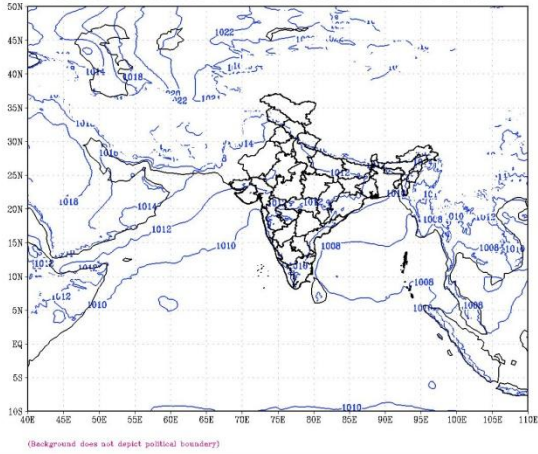 50N
45N
40N
35N
30N
25N
20N
15N
10N
5N
EQ
5S
10S
1022
1014
1018
1016
1014
1012
1018
1014
1012
1010
1008
1012
1010
1008
1010
1008
1008
1010
40E 45E 50E 55E 60E 65E 70E 75E 80E 85E 90E 95E 100E 105E 110E
(Background does not depict political boundary)